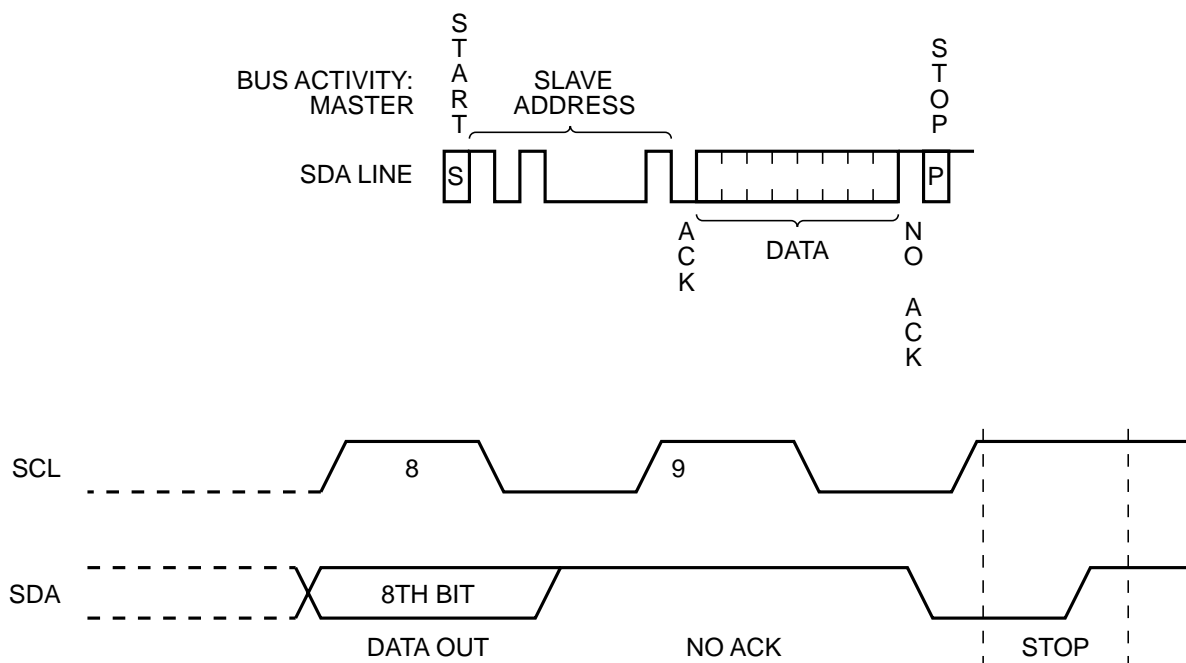 START
STOP
BUS ACTIVITY:
MASTER
SLAVE
ADDRESS
SDA LINE
S
P
ACK
DATA
NO ACK
SCL
8
9
SDA
8TH BIT
DATA OUT
NO ACK
STOP